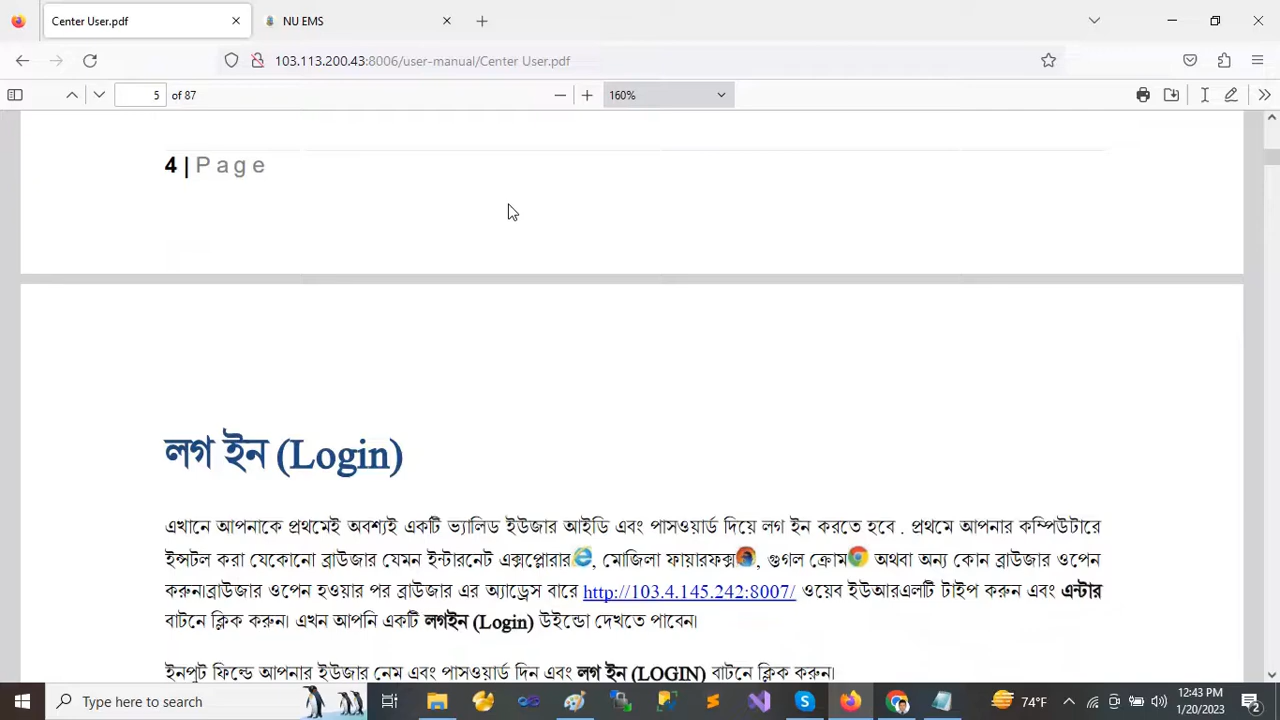 Center User.pdf
NU EMS
103.113.200.43:8006/user-manual/Center User.pdf
5 of 87
160%
4 | Page
লগ ইন (Login)
এখানে আপনাকে প্রথমেই অবশ্যই একটি ভ্যালিড ইউজার আইডি এবং পাসওয়ার্ড দিয়ে লগ ইন করতে হবে . প্রথমে আপনার কম্পিউটারে
ইন্সটল করা যেকোনো ব্রাউজার যেমন ইন্টারনেট এক্সপ্লোরার, মোজিলা ফায়ারফক্স, গুগল ক্রোম অথবা অন্য কোন ব্রাউজার ওপেন
করুন।ব্রাউজার ওপেন হওয়ার পর ব্রাউজার এর অ্যাড্রেস বারে http://103.4.145.242:8007/ ওয়েব ইউআরএলটি টাইপ করুন এবং এন্টার
বাটনে ক্লিক করুন। এখন আপনি একটি লগইন (Login) উইন্ডো দেখতে পাবেন।
ইনপুট ফিল্ডে আপনার ইউজার নেম এবং পাসওয়ার্ড দিন এবং লগ ইন (LOGIN) বাটনে ক্লিক করুন।
Type here to search
74°F
12:43 PM
1/20/2023
2